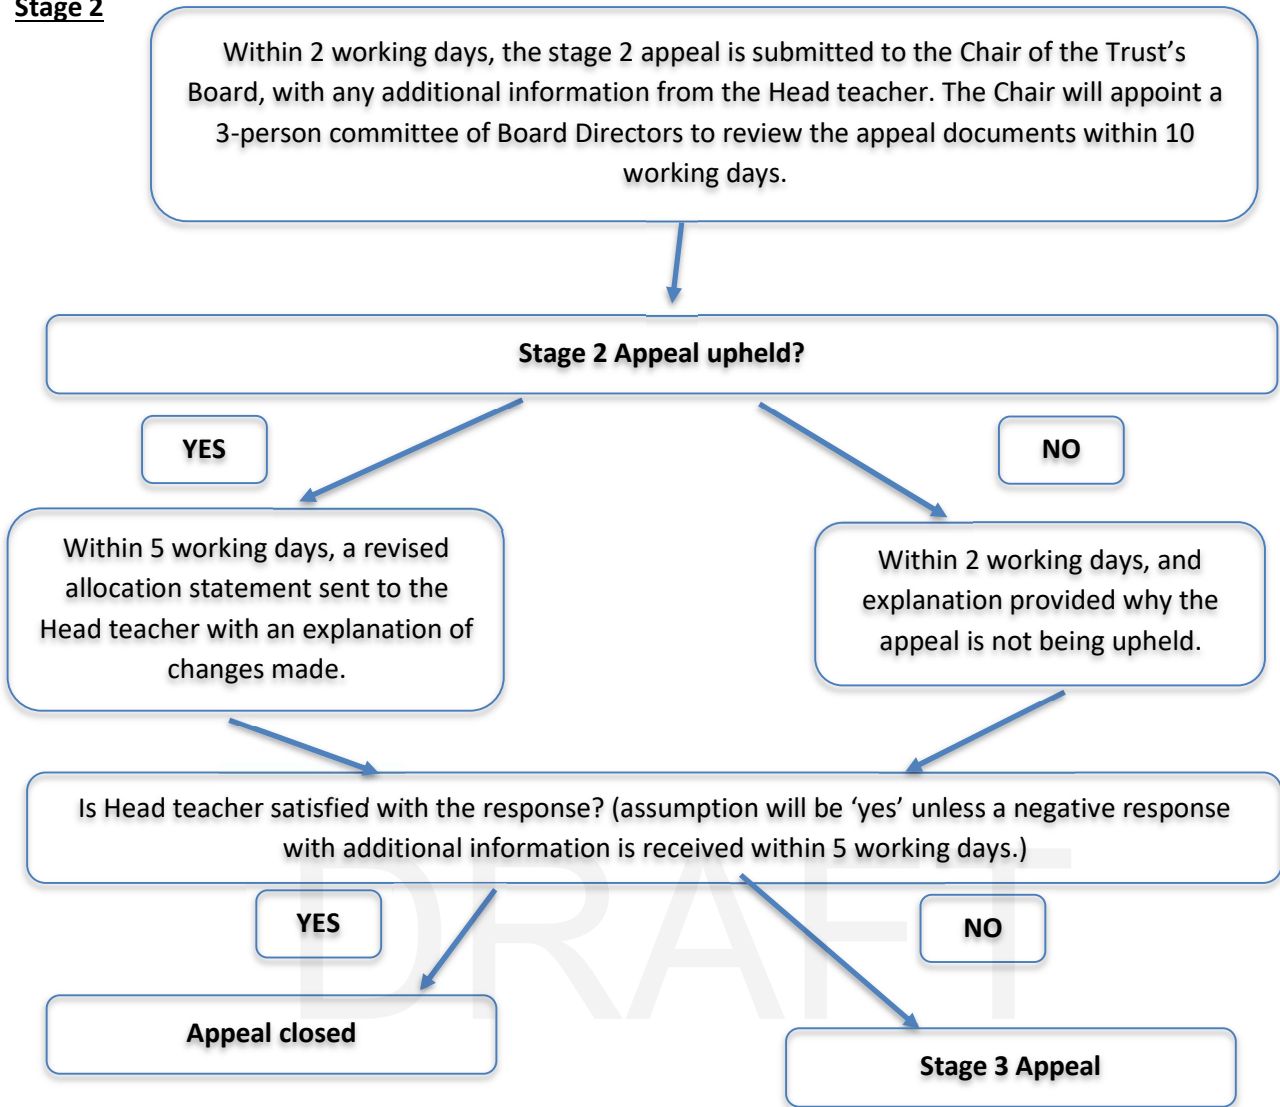 Stage 2
Within 2 working days, the stage 2 appeal is submitted to the Chair of the Trust’s
Board, with any additional information from the Head teacher. The Chair will appoint a
3-person committee of Board Directors to review the appeal documents within 10
working days.
Stage 2 Appeal upheld?
YES
NO
Within 5 working days, a revised
allocation statement sent to the
Head teacher with an explanation of
changes made.
Within 2 working days, and
explanation provided why the
appeal is not being upheld.
Is Head teacher satisfied with the response? (assumption will be ‘yes’ unless a negative response
with additional information is received within 5 working days.)
DRAFT
YES
NO
Appeal closed
Stage 3 Appeal